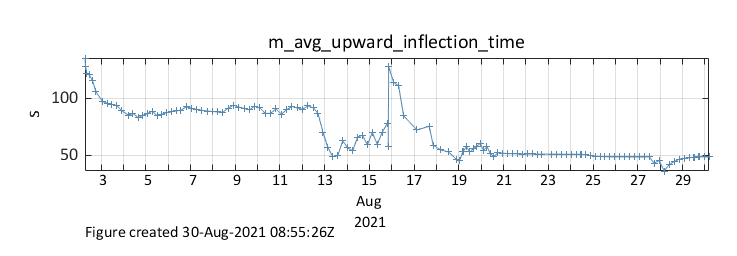 m_avg_upward_inflection_time
s
100
50
3 5 7 9 11 13 15 17 19 21 23 25 27 29
Aug
2021
Figure created 30-Aug-2021 08:55:26Z